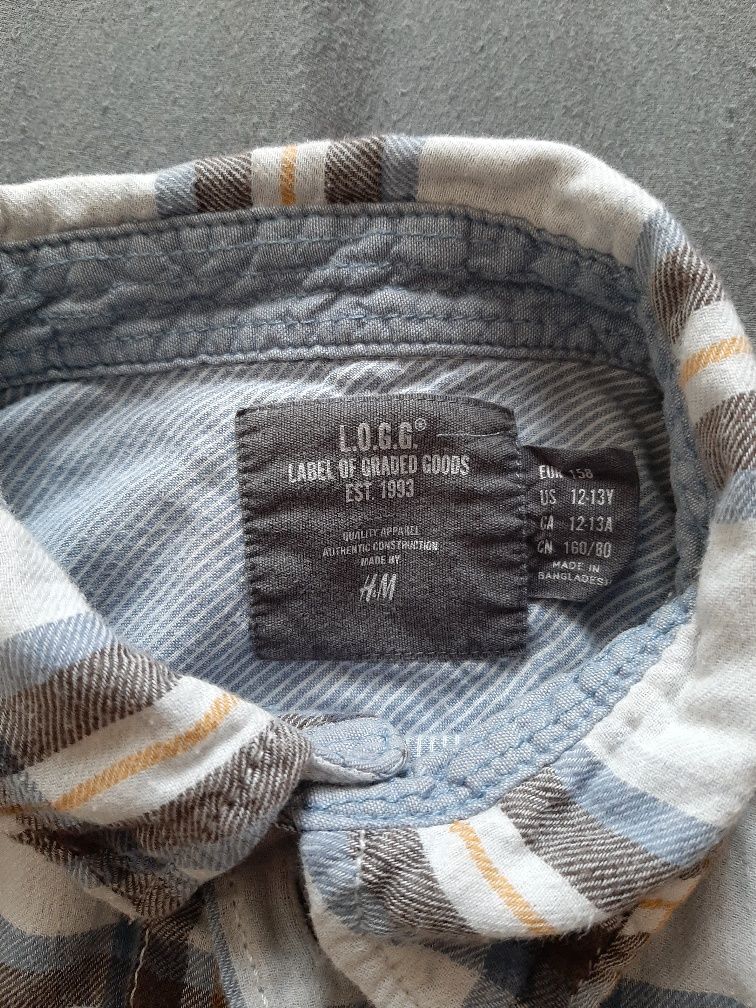 L.O.G.G.®
LABEL OF GRADED GOODS
EST. 1993
QUALITY APPAREL
AUTHENTIC CONSTRUCTION
MADE BY
H&M
EUR 158
US 12-13Y
CA 12-13A
CN 160/80
MADE IN
BANGLADESH